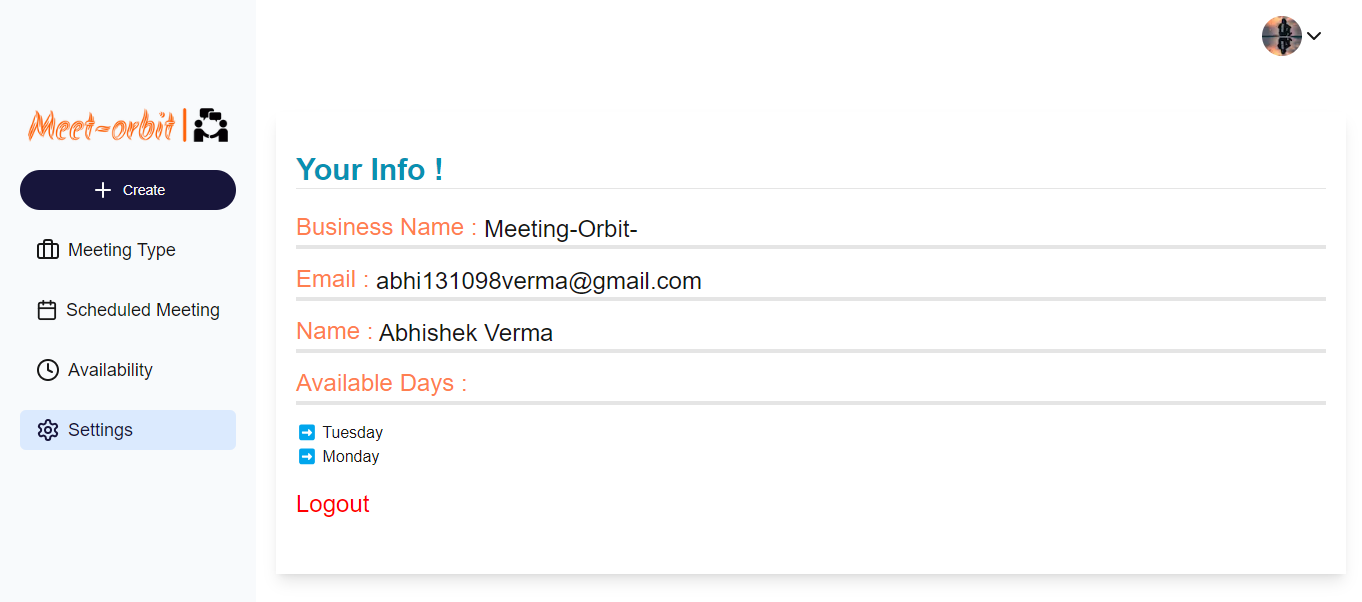 Meet-orbit
Create
Meeting Type
Scheduled Meeting
Availability
Settings
Your Info !
Business Name : Meeting-Orbit-
Email : abhi131098verma@gmail.com
Name : Abhishek Verma
Available Days :
Tuesday
Monday
Logout